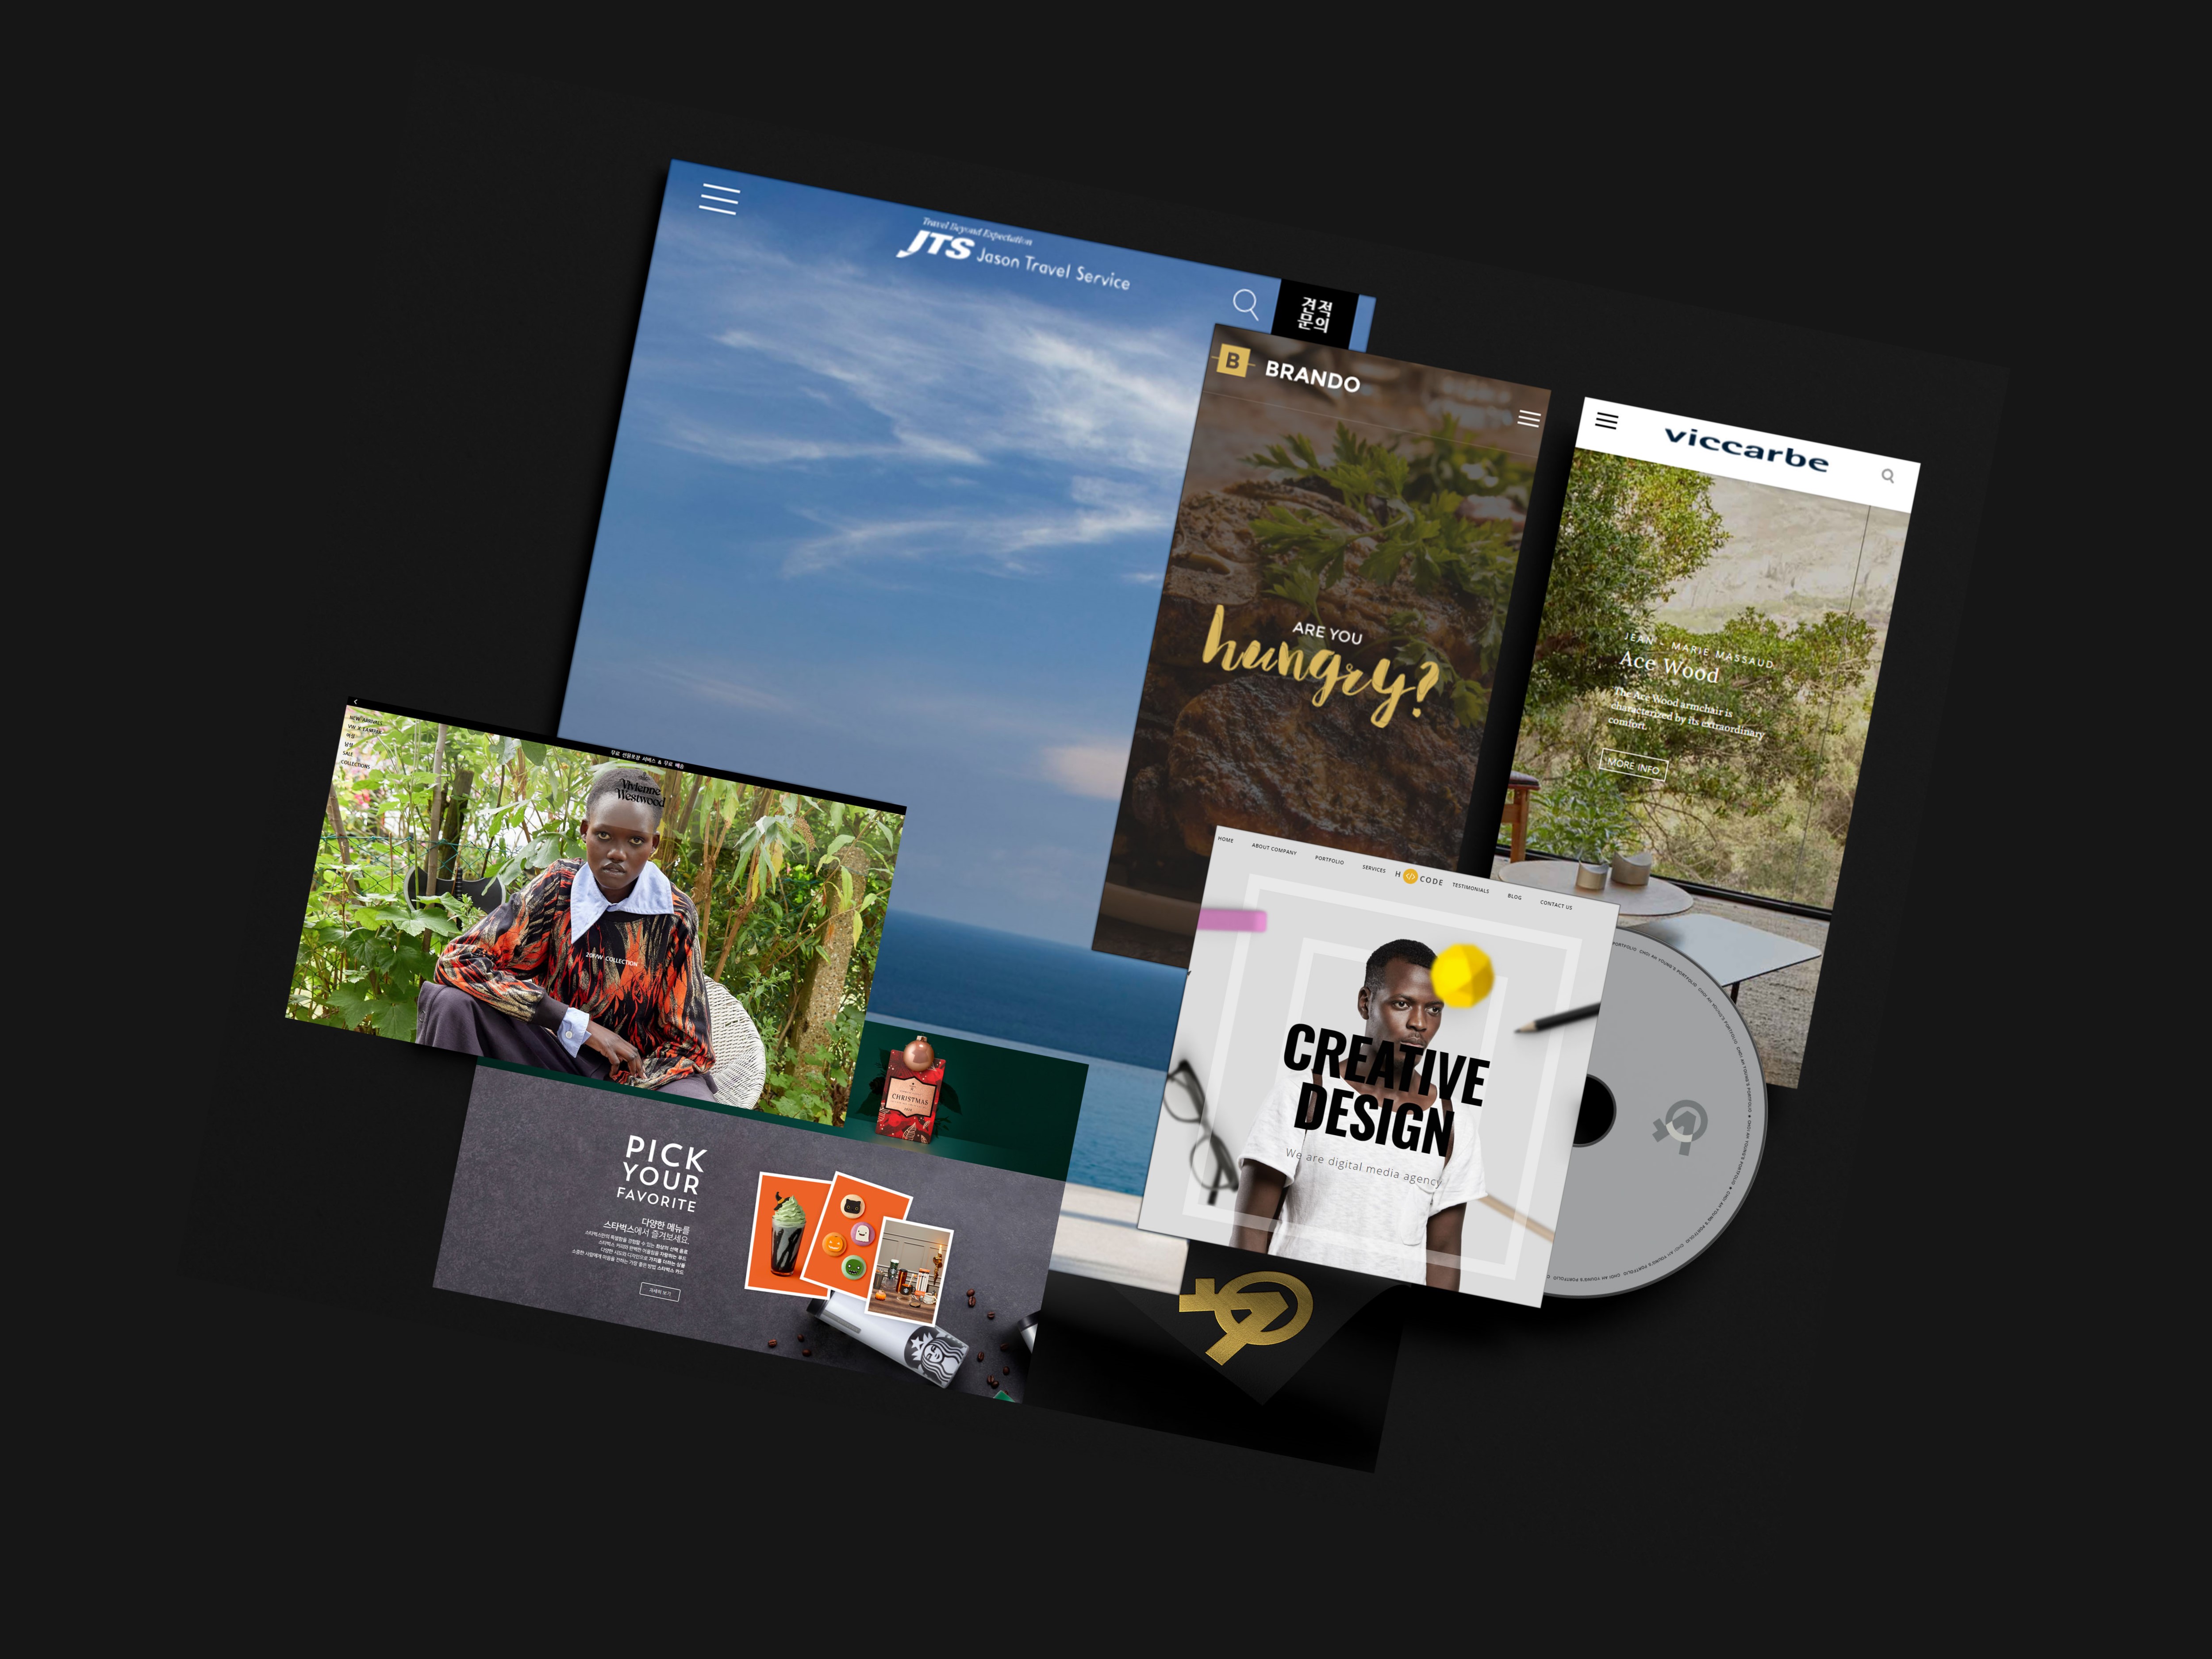 Travel Beyond Expectation
JTS Jason Travel Service
견적
문의
B BRANDO
ARE YOU
hungry?
viccarbe
JEAN - MARIE MASSAUD
Ace Wood
The Ace Wood armchair is
characterized by its extraordinary
comfort.
MORE INFO
무료 선물포장 서비스 & 무료 배송
NEW ARRIVALS
여성
남성
SALE
COLLECTIONS
Vivienne
Westwood
20F/W COLLECTION
HOME ABOUT COMPANY PORTFOLIO SERVICES H CODE TESTIMONIALS BLOG CONTACT US
CREATIVE
DESIGN
We are digital media agency
CHRISTMAS
PICK
YOUR
FAVORITE
다양한 메뉴를
스타벅스에서 즐겨보세요.
자세히 보기